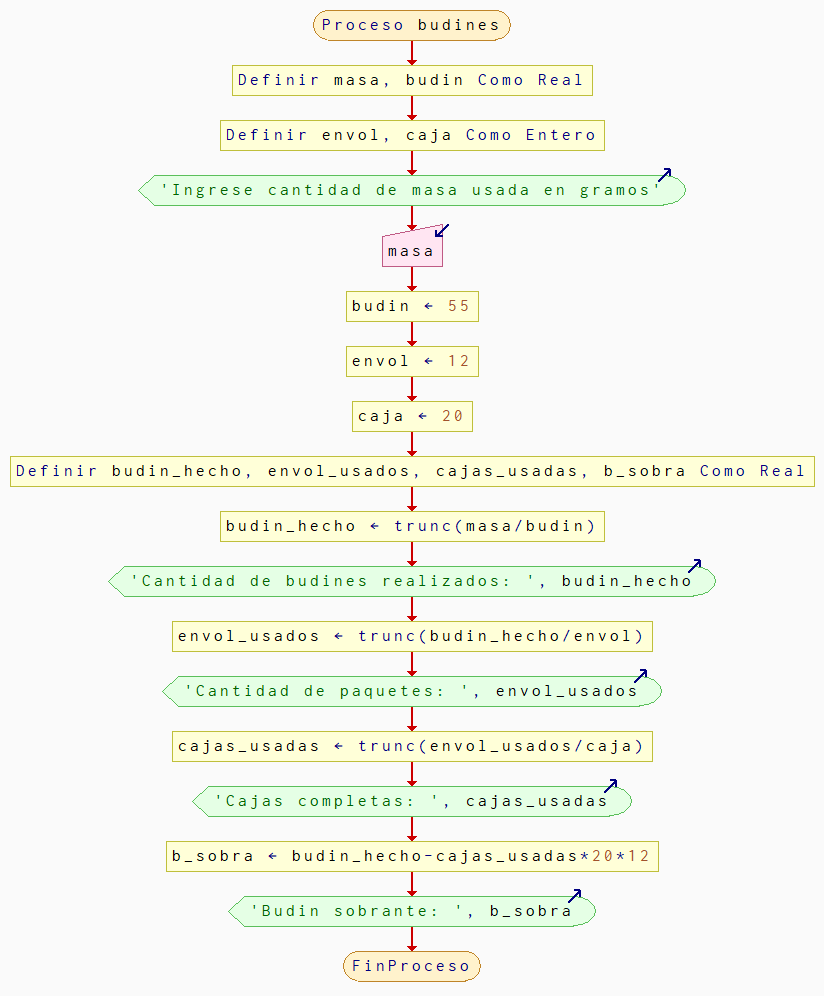 Proceso budines
Definir masa, budin Como Real
Definir envol, caja Como Entero
'Ingrese cantidad de masa usada en gramos'
masa
budin ← 55
envol ← 12
caja ← 20
Definir budin_hecho, envol_usados, cajas_usadas, b_sobra Como Real
budin_hecho ← trunc(masa/budin)
'Cantidad de budines realizados: ', budin_hecho
envol_usados ← trunc(budin_hecho/envol)
'Cantidad de paquetes: ', envol_usados
cajas_usadas ← trunc(envol_usados/caja)
'Cajas completas: ', cajas_usadas
b_sobra ← budin_hecho-cajas_usadas*20*12
'Budin sobrante: ', b_sobra
FinProceso